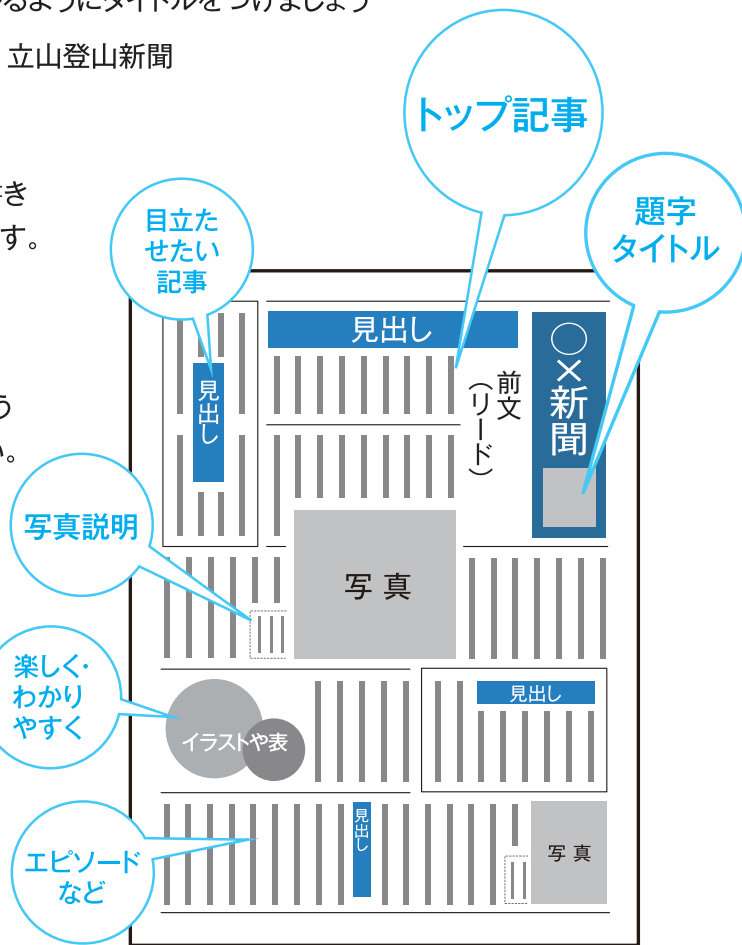 るようにタイトルをつけましょう
立山登山新聞
き
す。
う
い。
トップ記事
題字
タイトル
目立た
せたい
記事
見出し
○×新聞
前文
（リード）
見出し
写真説明
写 真
楽しく・
わかり
やすく
イラストや表
見出し
エピソード
など
見出し
写 真